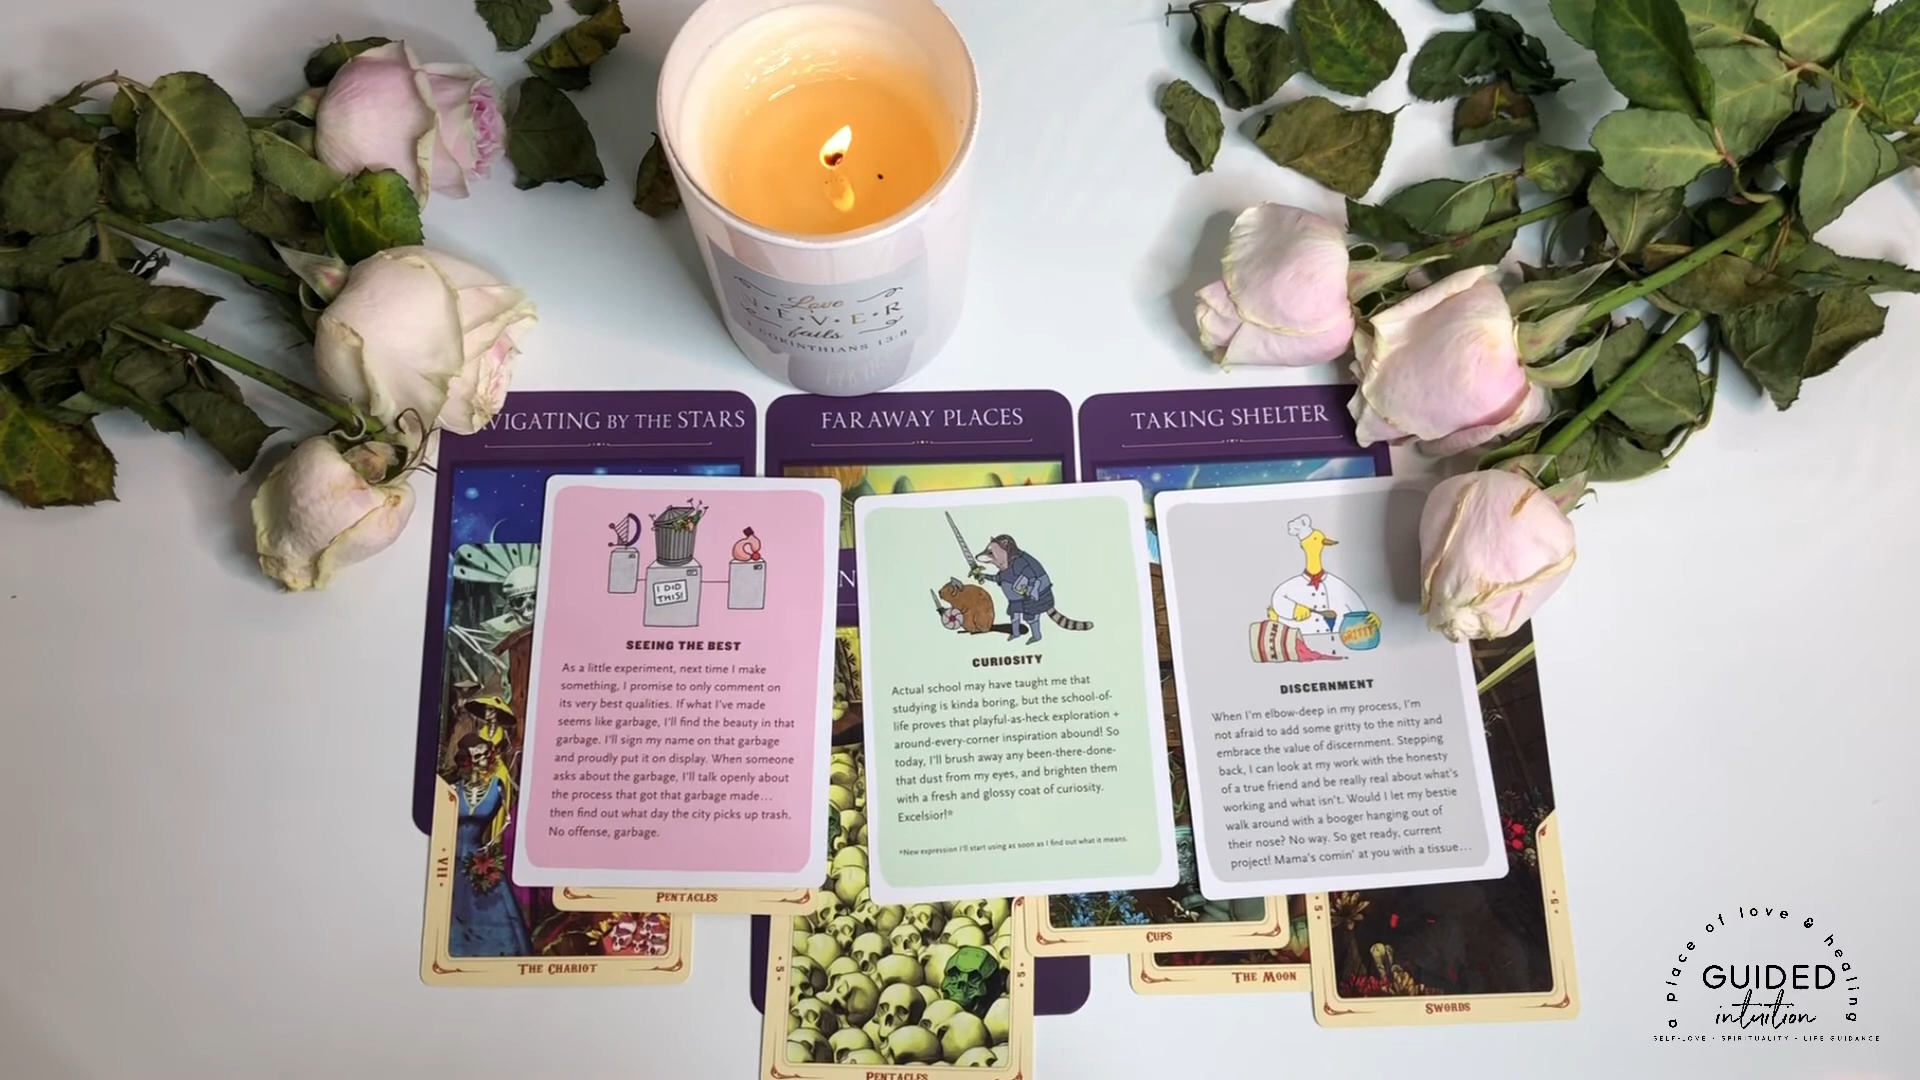 Love
N·E·V·E·R
fails
CORINTHIANS 13:8
VIGATING BY THE STARS
FARAWAY PLACES
TAKING SHELTER
I DID
THIS!
SEEING THE BEST
As a little experiment, next time I make
something, I promise to only comment on
its very best qualities. If what I've made
seems like garbage, I'll find the beauty in that
garbage. I'll sign my name on that garbage
and proudly put it on display. When someone
asks about the garbage, I'll talk openly about
the process that got that garbage made…
then find out what day the city picks up trash.
No offense, garbage.
N
CURIOSITY
Actual school may have taught me that
studying is kinda boring, but the school-of-
life proves that playful-as-heck exploration +
around-every-corner inspiration abound! So
today, I'll brush away any been-there-done-
that dust from my eyes, and brighten them
with a fresh and glossy coat of curiosity.
Excelsior!*
*New expression I'll start using as soon as I find out what it means.
GRITTY
DISCERNMENT
When I'm elbow-deep in my process, I'm
not afraid to add some gritty to the nitty and
embrace the value of discernment. Stepping
back, I can look at my work with the honesty
of a true friend and be really real about what's
working and what isn't. Would I let my bestie
walk around with a booger hanging out of
their nose? No way. So get ready, current
project! Mama's comin' at you with a tissue…
VII
THE CHARIOT
PENTACLES
5
5
PENTACLES
CUPS
5
THE MOON
5
SWORDS
a place of love & healing
GUIDED
intuition
SELF-LOVE · SPIRITUALITY · LIFE GUIDANCE